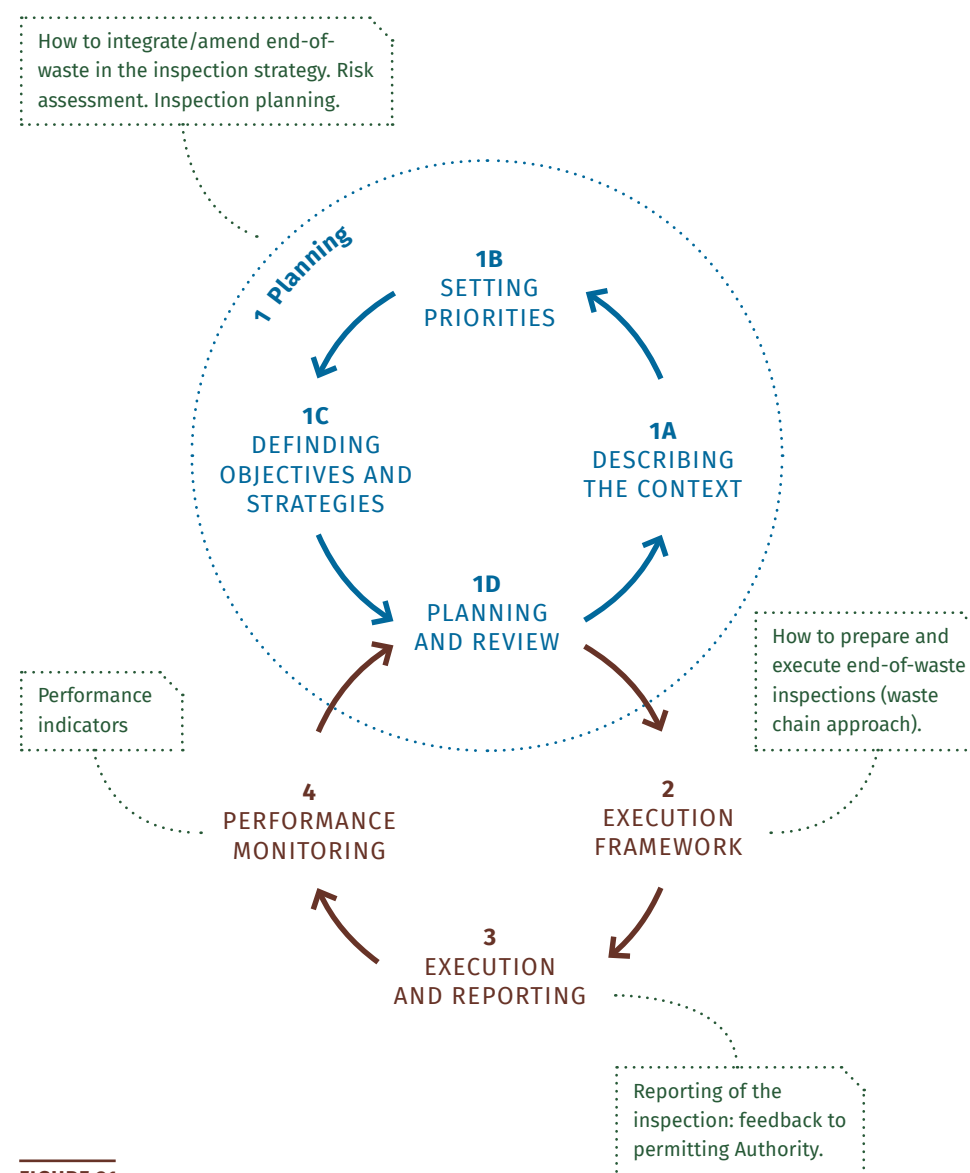 How to integrate/amend end-of-
waste in the inspection strategy. Risk
assessment. Inspection planning.
1 Planning
1B
SETTING
PRIORITIES
1C
DEFINDING
OBJECTIVES AND
STRATEGIES
1A
DESCRIBING
THE CONTEXT
1D
PLANNING
AND REVIEW
How to prepare and
execute end-of-waste
inspections (waste
chain approach).
Performance
indicators
4
PERFORMANCE
MONITORING
2
EXECUTION
FRAMEWORK
3
EXECUTION
AND REPORTING
Reporting of the
inspection: feedback to
permitting Authority.